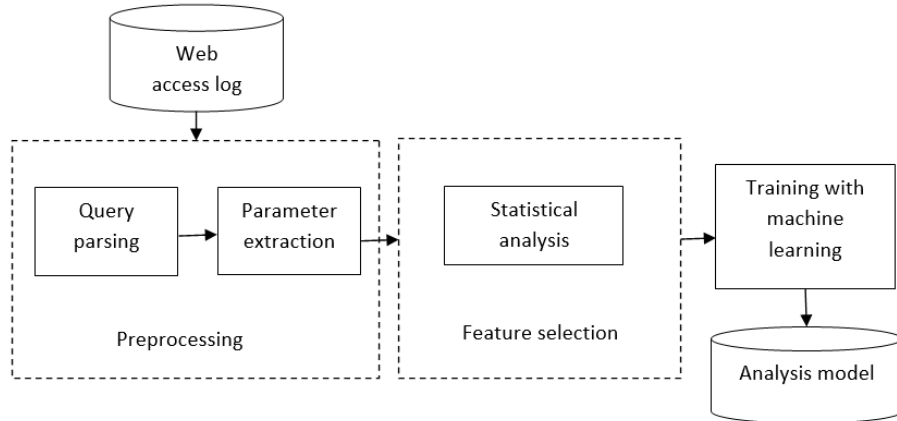 Web
access log
Query
parsing
Parameter
extraction
Preprocessing
Statistical
analysis
Feature selection
Training with
machine
learning
Analysis model